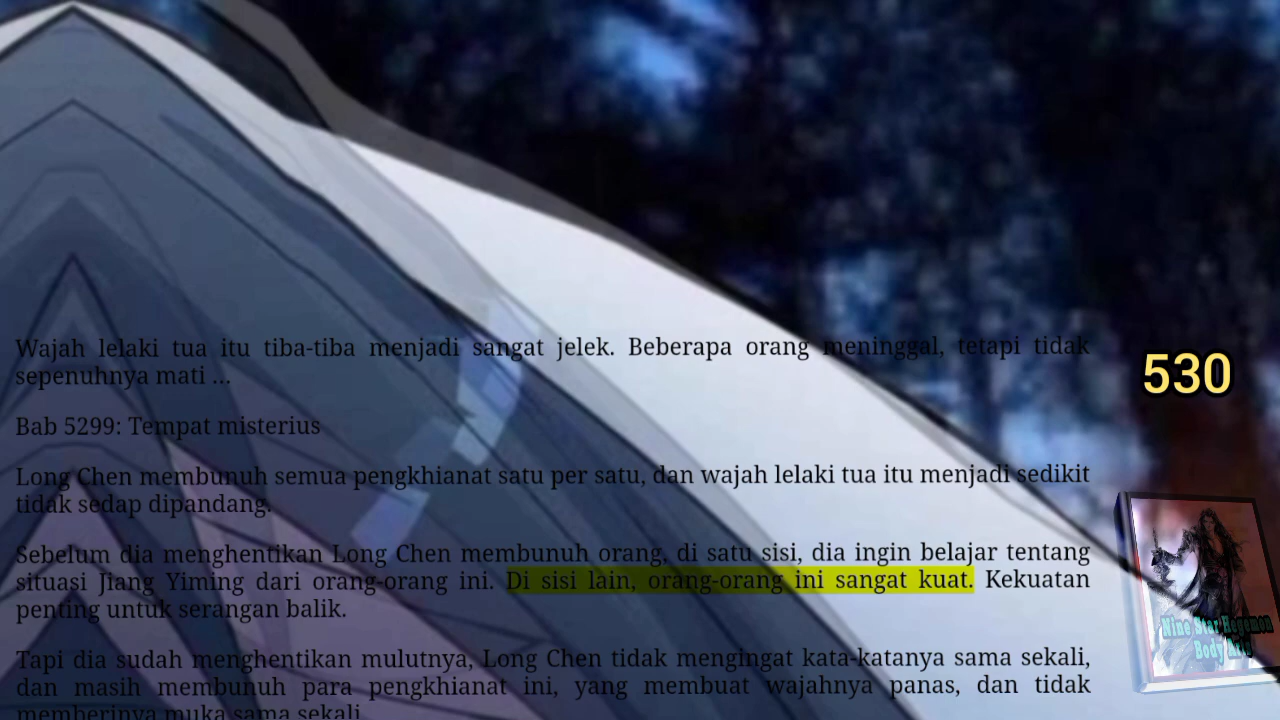 Wajah lelaki tua itu tiba-tiba menjadi sangat jelek. Beberapa orang meninggal, tetapi tidak
sepenuhnya mati ...
Bab 5299: Tempat misterius
Long Chen membunuh semua pengkhianat satu per satu, dan wajah lelaki tua itu menjadi sedikit
tidak sedap dipandang.
Sebelum dia menghentikan Long Chen membunuh orang, di satu sisi, dia ingin belajar tentang
situasi Jiang Yiming dari orang-orang ini. Di sisi lain, orang-orang ini sangat kuat. Kekuatan
penting untuk serangan balik.
Tapi dia sudah menghentikan mulutnya, Long Chen tidak mengingat kata-katanya sama sekali,
dan masih membunuh para pengkhianat ini, yang membuat wajahnya panas, dan tidak
memberinya muka sama sekali
530
Nine Star Hegemon
Body Arts